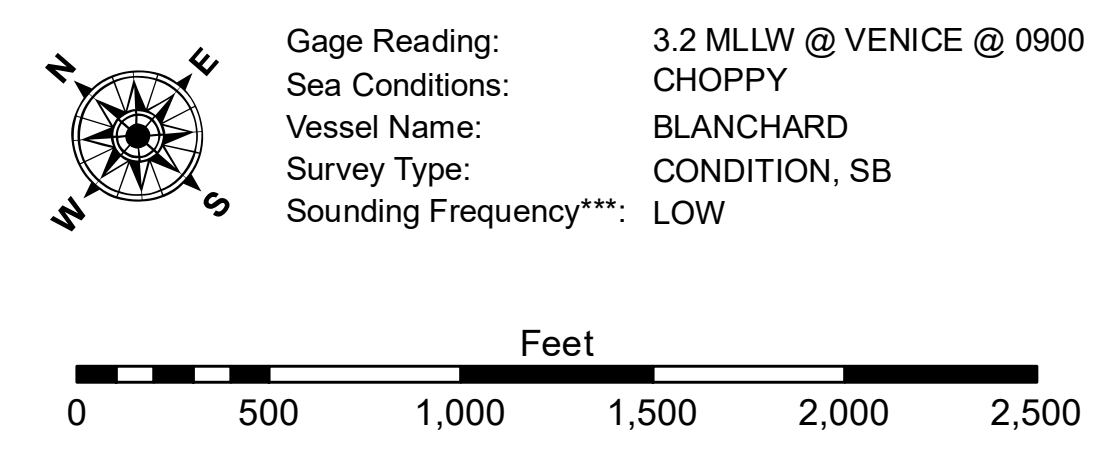 N
E
W
S
Gage Reading: 3.2 MLLW @ VENICE @ 0900
Sea Conditions: CHOPPY
Vessel Name: BLANCHARD
Survey Type: CONDITION, SB
Sounding Frequency***: LOW
Feet
0 500 1,000 1,500 2,000 2,500